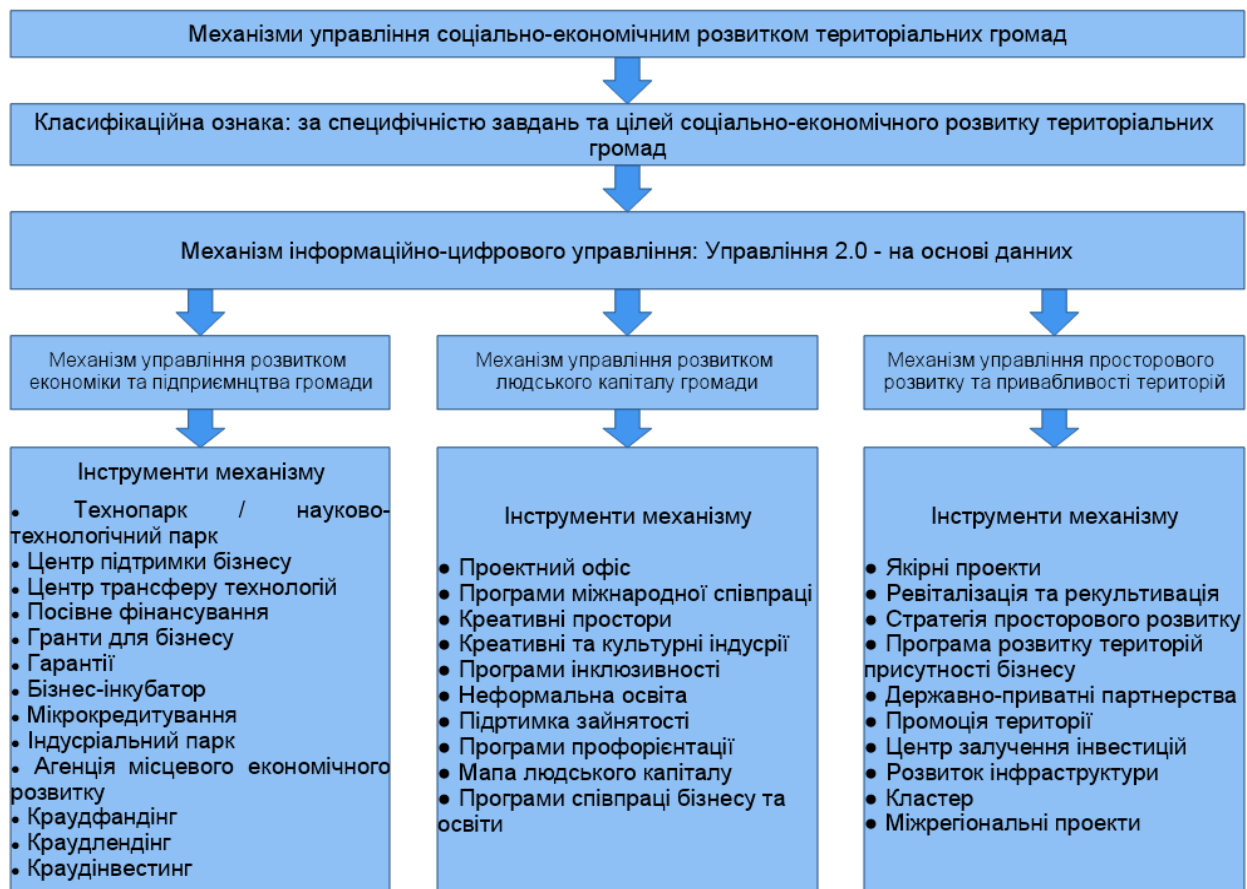 Механізми управління соціально-економічним розвитком територіальних громад
Класифікаційна ознака: за специфічністю завдань та цілей соціально-економічного розвитку територіальних
громад
Механізм інформаційно-цифрового управління: Управління 2.0 - на основі данних
Механізм управління розвитком
економіки та підприємнцтва громади
Інструменти механізму
• Технопарк / науково-
технологічний парк
• Центр підтримки бізнесу
• Центр трансферу технологій
• Посівне фінансування
• Гранти для бізнесу
• Гарантії
• Бізнес-інкубатор
• Мікрокредитування
• Індусріальний парк
• Агенція місцевого економічного
розвитку
• Краудфандінг
• Краудлендінг
• Краудінвестинг
Механізм управління розвитком
людського капіталу громади
Інструменти механізму
● Проектний офіс
● Програми міжнародної співпраці
● Креативні простори
● Креативні та культурні індусрії
● Програми інклюзивності
● Неформальна освіта
● Підртимка зайнятості
● Програми профорієнтації
● Мапа людського капіталу
● Програми співпраці бізнесу та
освіти
Механізм управління просторового
розвитку та привабливості територій
Інструменти механізму
● Якірні проекти
● Ревіталізація та рекультивація
● Стратегія просторового розвитку
● Програма розвитку територій
присутності бізнесу
● Державно-приватні партнерства
● Промоція території
● Центр залучення інвестицій
● Розвиток інфраструктури
● Кластер
● Міжрегіональні проекти